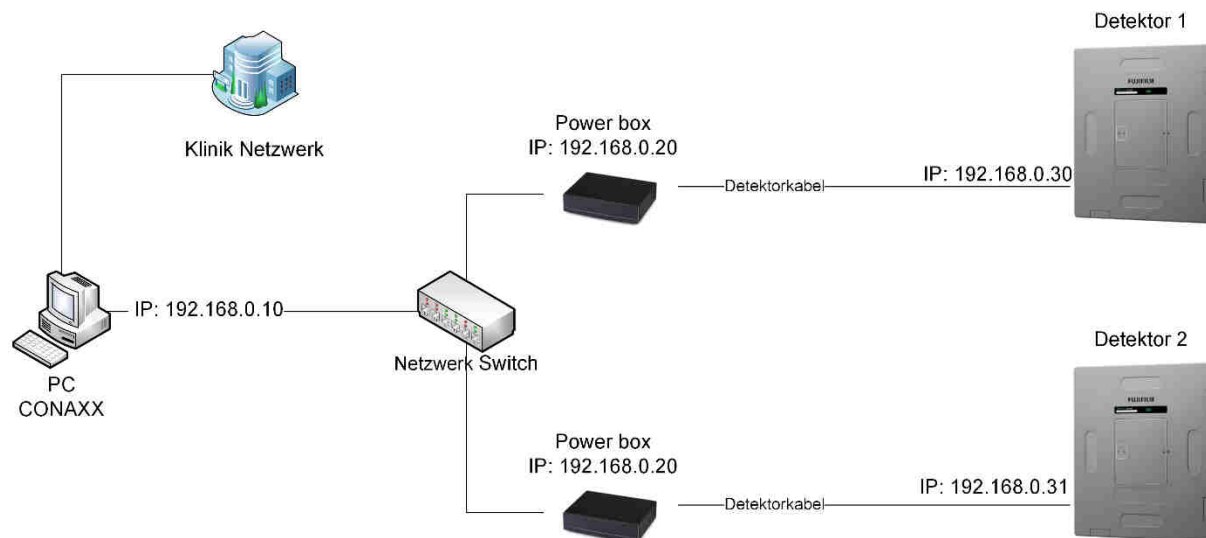 Detektor 1
FUJIFILM
Klinik Netzwerk
Power box
IP: 192.168.0.20
Detektorkabel
IP: 192.168.0.30
IP: 192.168.0.10
Netzwerk Switch
PC
CONAXX
Detektor 2
FUJIFILM
Power box
IP: 192.168.0.20
Detektorkabel
IP: 192.168.0.31